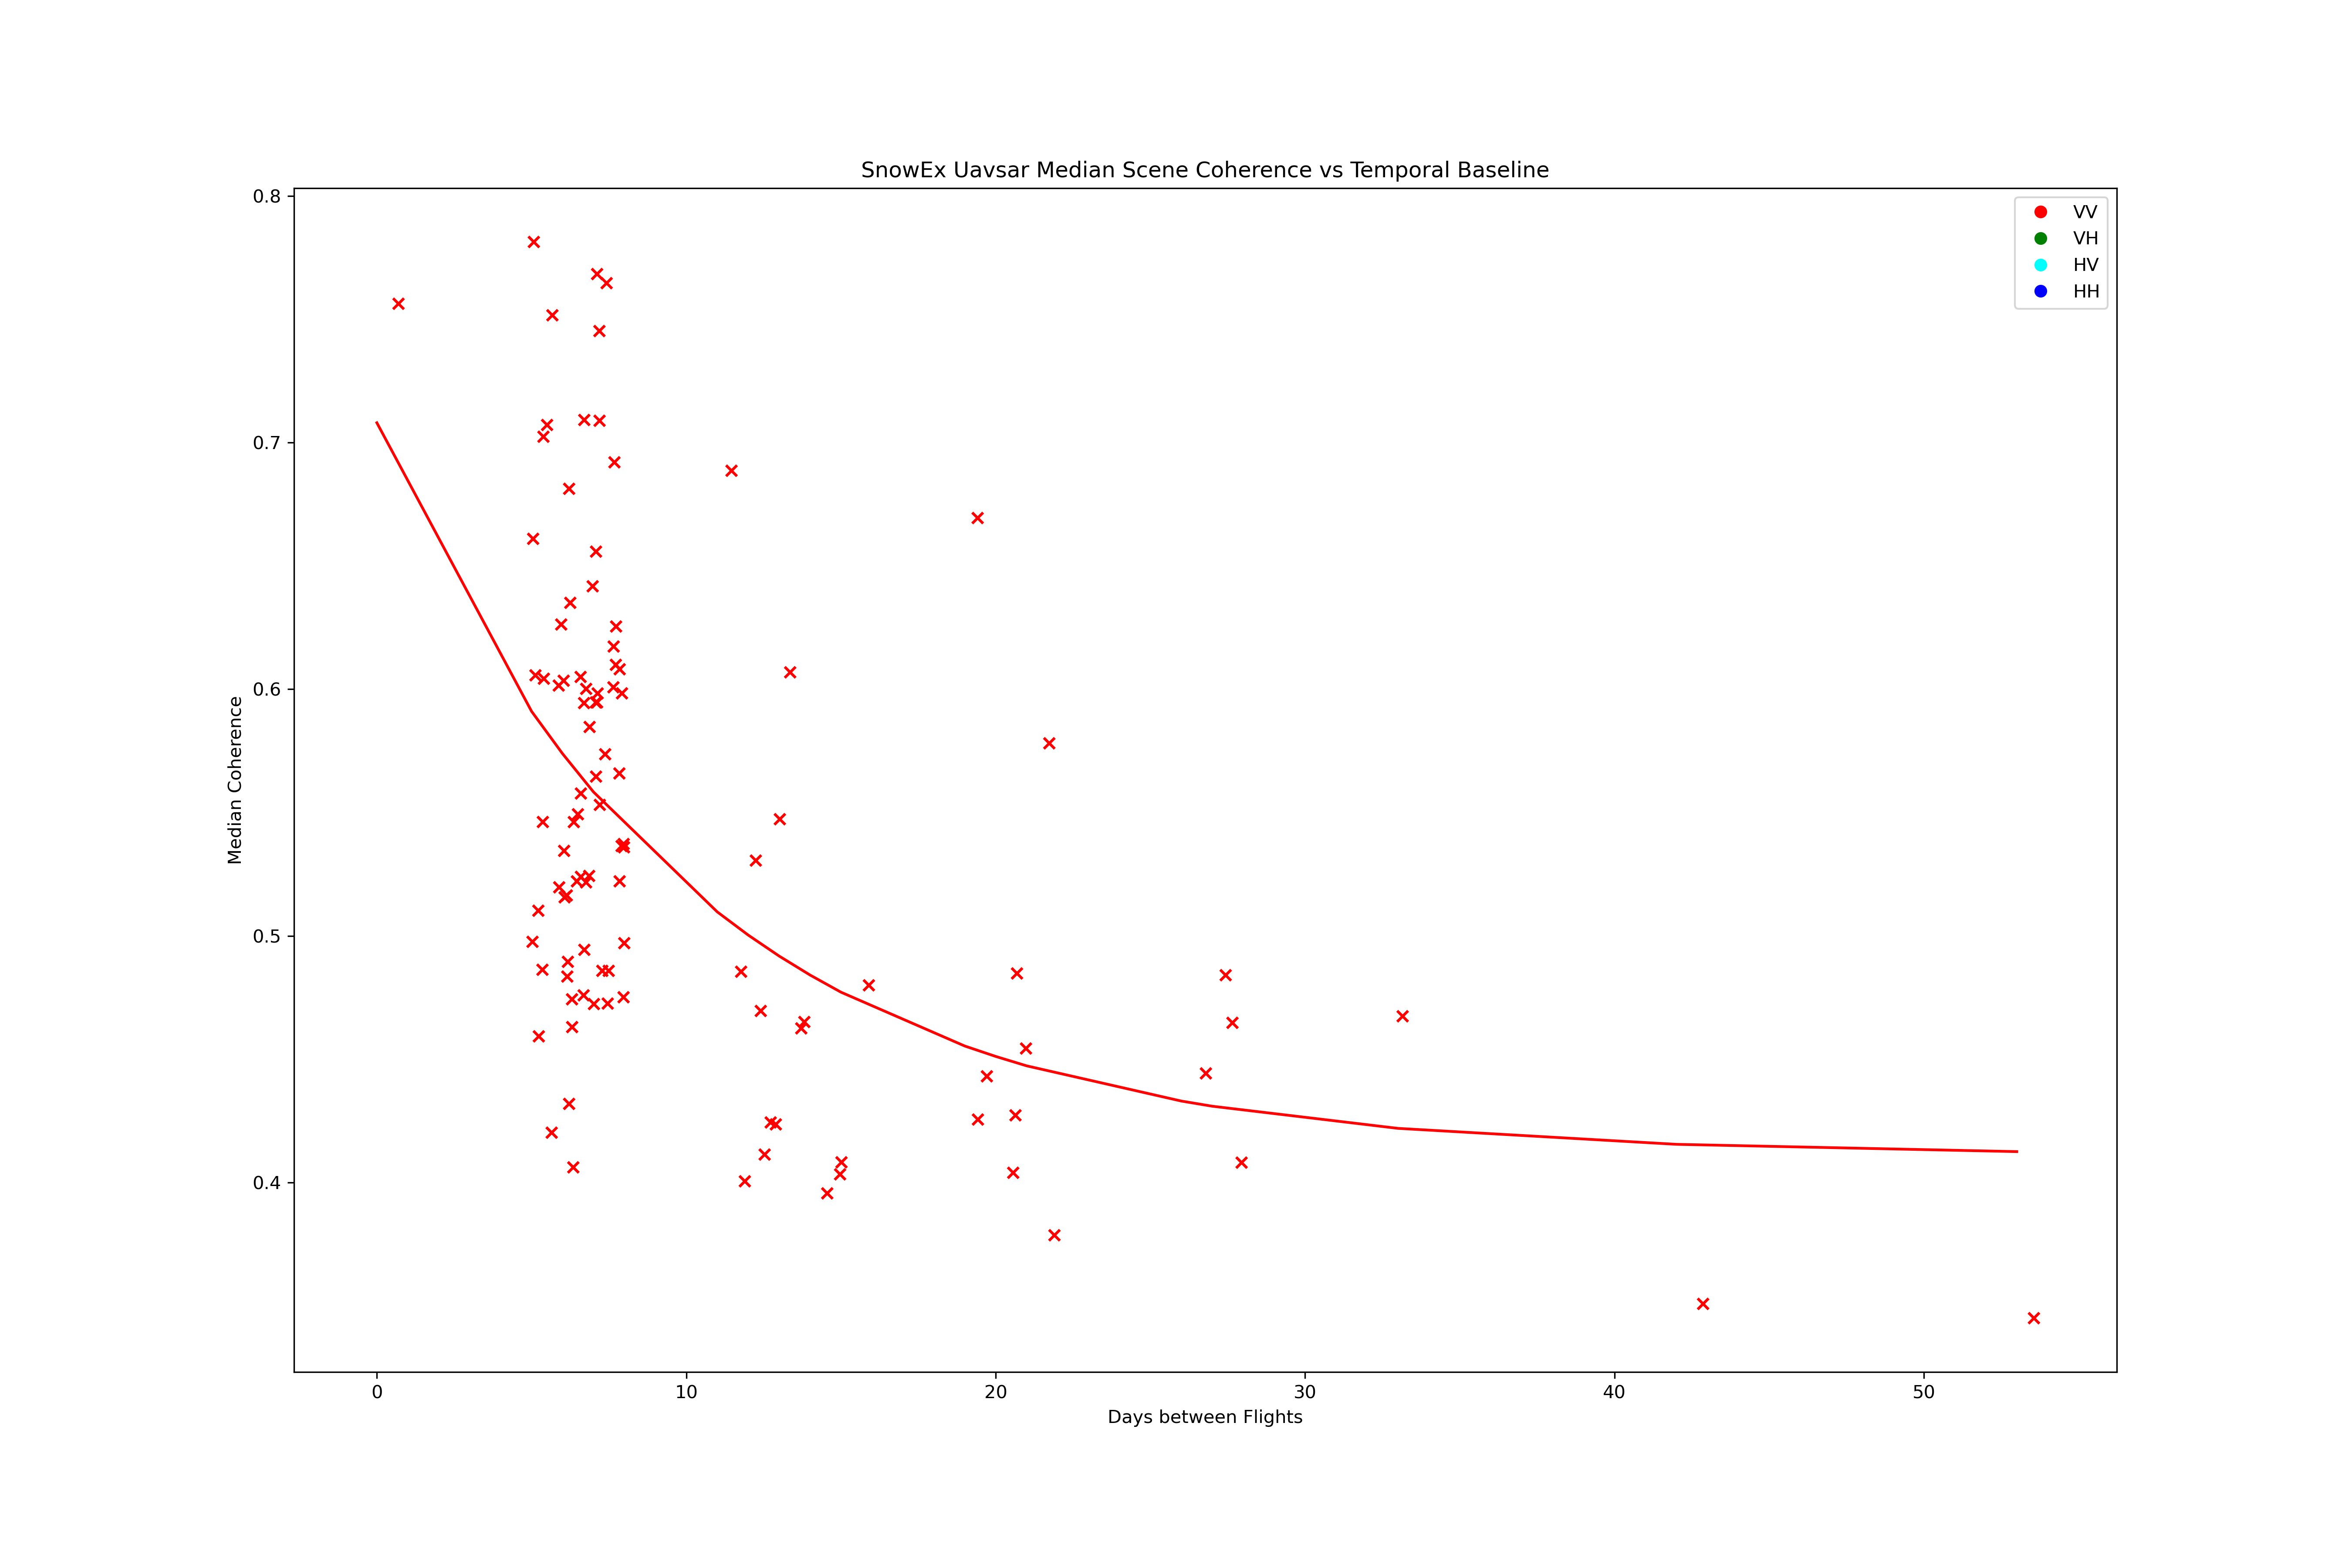 SnowEx Uavsar Median Scene Coherence vs Temporal Baseline
0.8
0.7
0.6
0.5
0.4
Median Coherence
VV
VH
HV
HH
0
10
20
30
40
50
Days between Flights